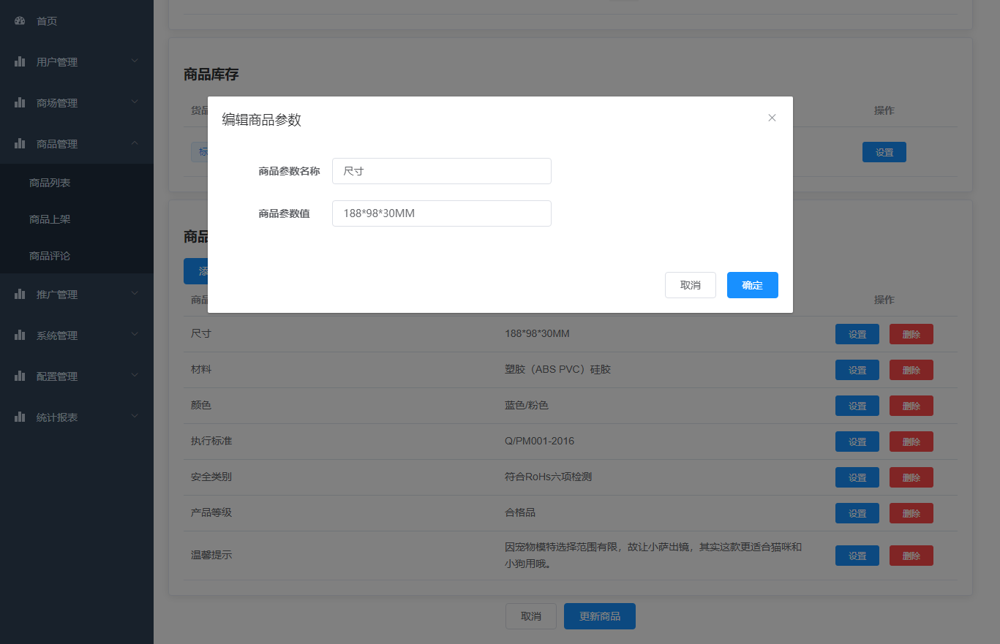 首页
用户管理
商场管理
商品管理
商品列表
商品上架
商品评论
推广管理
系统管理
配置管理
统计报表
商品库存
货品
操作
标
设置
编辑商品参数
商品参数名称
尺寸
商品参数值
188*98*30MM
取消
确定
商品
添
商品
操作
尺寸
188*98*30MM
设置
删除
材料
塑胶（ABS PVC）硅胶
设置
删除
颜色
蓝色/粉色
设置
删除
执行标准
Q/PM001-2016
设置
删除
安全类别
符合RoHs六项检测
设置
删除
产品等级
合格品
设置
删除
温馨提示
因宠物模特选择范围有限，故让小萨出镜，其实这款更适合猫咪和
小狗用哦。
设置
删除
取消
更新商品